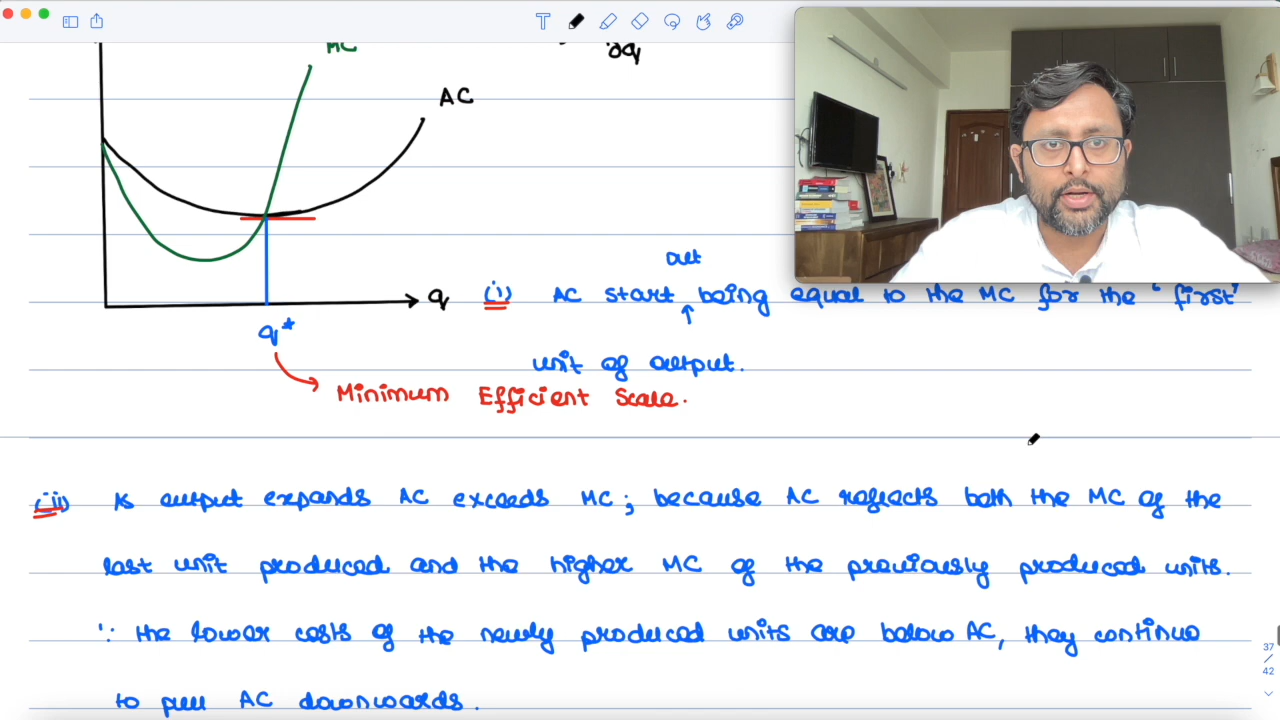 MC
∂q
AC
out
q
(i) AC start being equal to the MC for the "first"
q*
unit of output.
Minimum Efficient Scale.
(ii) As output expands AC exceeds MC; because AC reflects both the MC of the
last unit produced and the higher MC of the previously produced units.
∵ the lower costs of the newly produced units are below AC, they continue
to pull AC downwards.
37
/
42